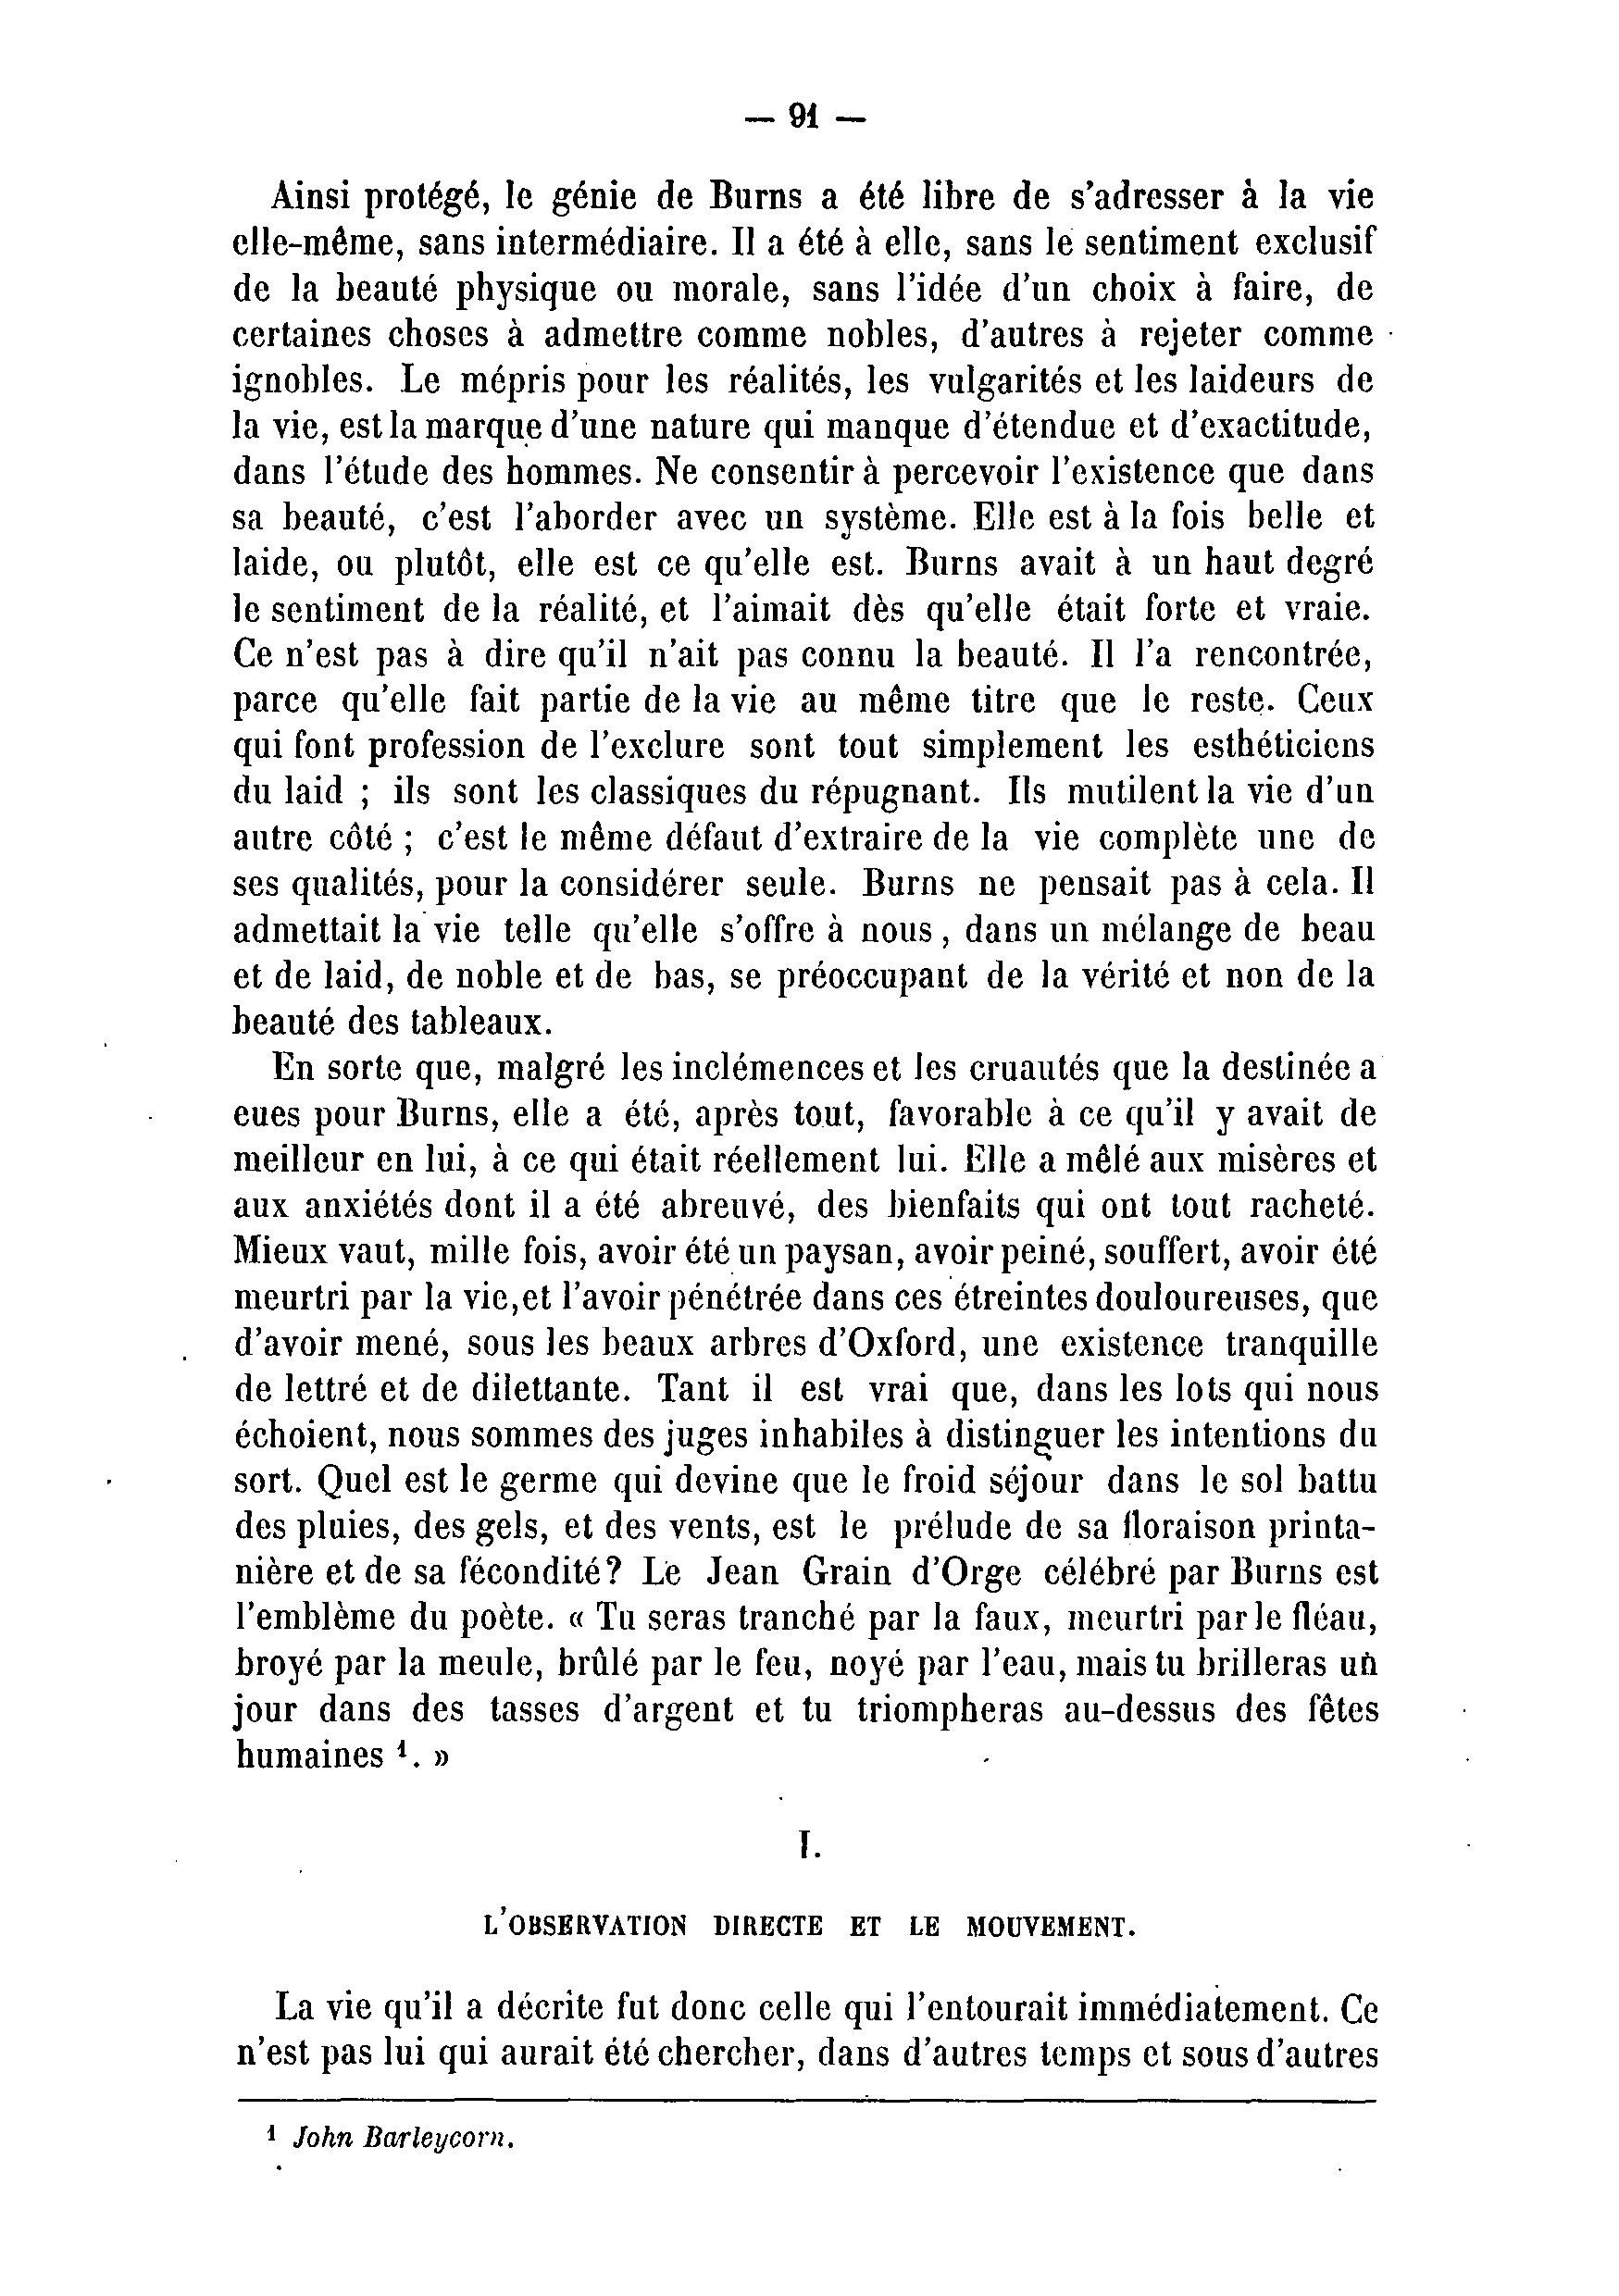 — 91 —
Ainsi protégé, le génie de Burns a été libre de s'adresser à la vie
elle-même, sans intermédiaire. Il a été à elle, sans le sentiment exclusif
de la beauté physique ou morale, sans l'idée d'un choix à faire, de
certaines choses à admettre comme nobles, d'autres à rejeter comme
ignobles. Le mépris pour les réalités, les vulgarités et les laideurs de
la vie, est la marque d'une nature qui manque d'étendue et d'exactitude,
dans l'étude des hommes. Ne consentir à percevoir l'existence que dans
sa beauté, c'est l'aborder avec un système. Elle est à la fois belle et
laide, ou plutôt, elle est ce qu'elle est. Burns avait à un haut degré
le sentiment de la réalité, et l'aimait dès qu'elle était forte et vraie.
Ce n'est pas à dire qu'il n'ait pas connu la beauté. Il l'a rencontrée,
parce qu'elle fait partie de la vie au même titre que le reste. Ceux
qui font profession de l'exclure sont tout simplement les esthéticiens
du laid ; ils sont les classiques du répugnant. Ils mutilent la vie d'un
autre côté ; c'est le même défaut d'extraire de la vie complète une de
ses qualités, pour la considérer seule. Burns ne pensait pas à cela. Il
admettait la vie telle qu'elle s'offre à nous, dans un mélange de beau
et de laid, de noble et de bas, se préoccupant de la vérité et non de la
beauté des tableaux.
En sorte que, malgré les inclémences et les cruautés que la destinée a
eues pour Burns, elle a été, après tout, favorable à ce qu'il y avait de
meilleur en lui, à ce qui était réellement lui. Elle a mêlé aux misères et
aux anxiétés dont il a été abreuvé, des bienfaits qui ont tout racheté.
Mieux vaut, mille fois, avoir été un paysan, avoir peiné, souffert, avoir été
meurtri par la vie, et l'avoir pénétrée dans ces étreintes douloureuses, que
d'avoir mené, sous les beaux arbres d'Oxford, une existence tranquille
de lettré et de dilettante. Tant il est vrai que, dans les lots qui nous
échoient, nous sommes des juges inhabiles à distinguer les intentions du
sort. Quel est le germe qui devine que le froid séjour dans le sol battu
des pluies, des gels, et des vents, est le prélude de sa floraison printa-
nière et de sa fécondité? Le Jean Grain d'Orge célébré par Burns est
l'emblème du poète. « Tu seras tranché par la faux, meurtri par le fléau,
broyé par la meule, brûlé par le feu, noyé par l'eau, mais tu brilleras un
jour dans des tasses d'argent et tu triompheras au-dessus des fêtes
humaines ¹. »
I.
L'OBSERVATION DIRECTE ET LE MOUVEMENT.
La vie qu'il a décrite fut donc celle qui l'entourait immédiatement. Ce
n'est pas lui qui aurait été chercher, dans d'autres temps et sous d'autres
¹ John Barleycorn.